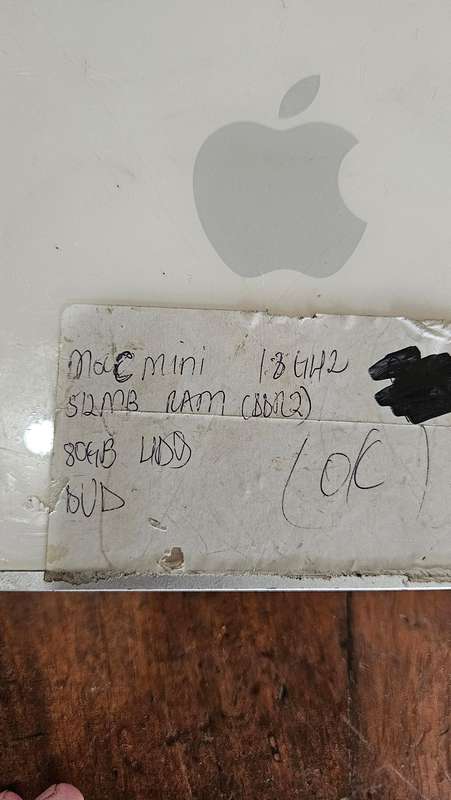 Mac mini 1.8 GHz
512MB RAM (DDR2)
80GB HDD
DVD
(OK)